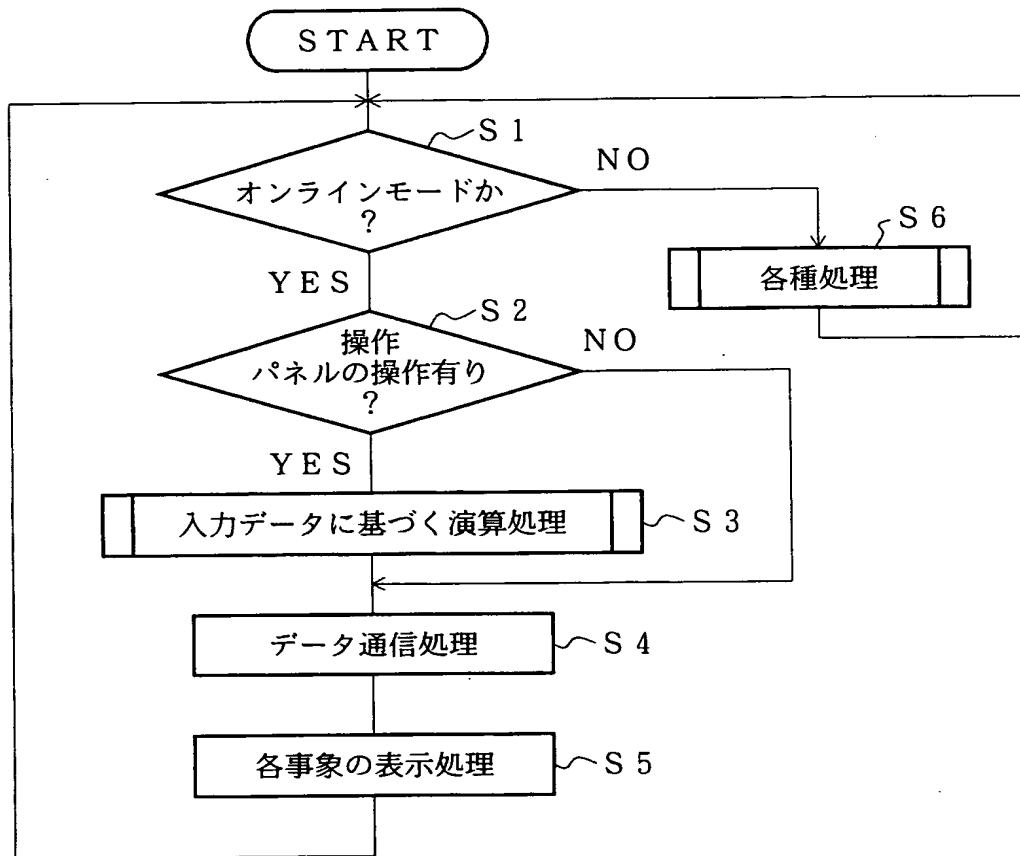 START
S1
オンラインモードか
?
NO
YES
S6
各種処理
S2
操作
パネルの操作有り
?
NO
YES
入力データに基づく演算処理
S3
データ通信処理
S4
各事象の表示処理
S5